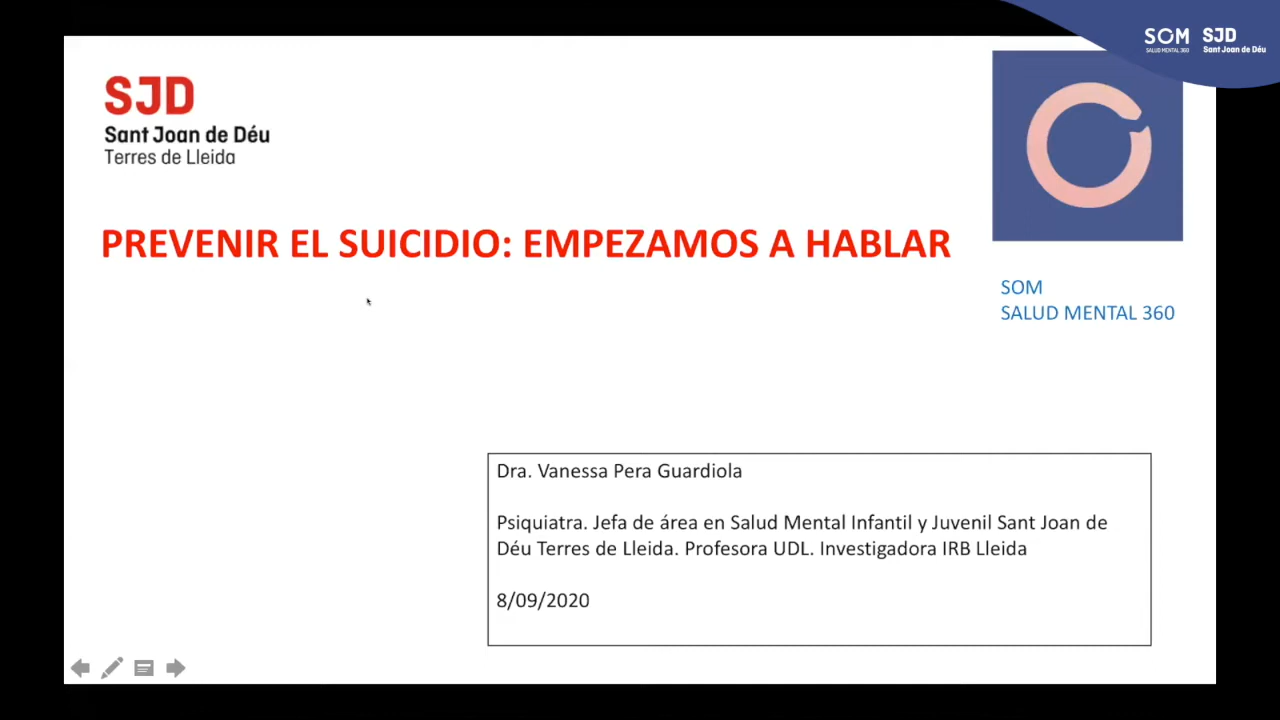 SOM
SALUD MENTAL 360
SJD
Sant Joan de Déu
SJD
Sant Joan de Déu
Terres de Lleida
PREVENIR EL SUICIDIO: EMPEZAMOS A HABLAR
SOM
SALUD MENTAL 360
Dra. Vanessa Pera Guardiola
Psiquiatra. Jefa de área en Salud Mental Infantil y Juvenil Sant Joan de
Déu Terres de Lleida. Profesora UDL. Investigadora IRB Lleida
8/09/2020